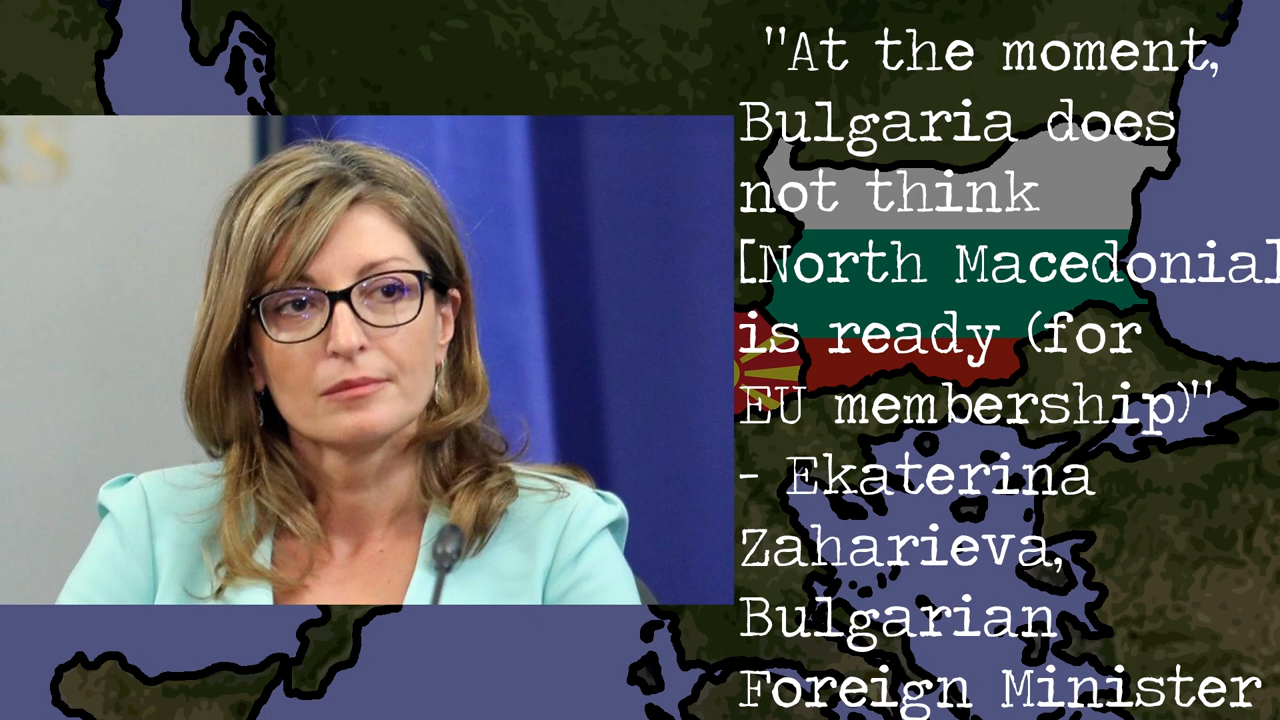 "At the moment,
Bulgaria does
not think
[North Macedonia]
is ready (for
EU membership)"
- Ekaterina
Zaharieva,
Bulgarian
Foreign Minister